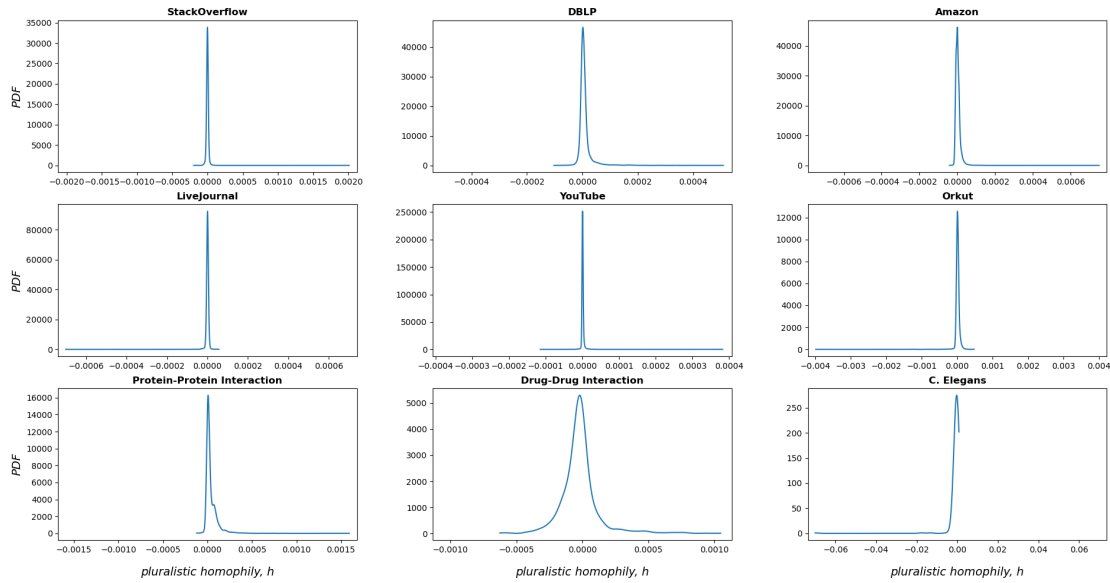 StackOverflow
PDF
35000
30000
25000
20000
15000
10000
5000
0
−0.0020−0.0015−0.0010−0.0005 0.0000 0.0005 0.0010 0.0015 0.0020
DBLP
40000
30000
20000
10000
0
−0.0004 −0.0002 0.0000 0.0002 0.0004
Amazon
40000
30000
20000
10000
0
−0.0006 −0.0004 −0.0002 0.0000 0.0002 0.0004 0.0006
LiveJournal
PDF
80000
60000
40000
20000
0
−0.0006 −0.0004 −0.0002 0.0000 0.0002 0.0004 0.0006
YouTube
250000
200000
150000
100000
50000
0
−0.0004 −0.0003 −0.0002 −0.0001 0.0000 0.0001 0.0002 0.0003 0.0004
Orkut
12000
10000
8000
6000
4000
2000
0
−0.004 −0.003 −0.002 −0.001 0.000 0.001 0.002 0.003 0.004
Protein-Protein Interaction
PDF
16000
14000
12000
10000
8000
6000
4000
2000
0
−0.0015 −0.0010 −0.0005 0.0000 0.0005 0.0010 0.0015
pluralistic homophily, h
Drug-Drug Interaction
5000
4000
3000
2000
1000
0
−0.0010 −0.0005 0.0000 0.0005 0.0010
pluralistic homophily, h
C. Elegans
250
200
150
100
50
0
−0.06 −0.04 −0.02 0.00 0.02 0.04 0.06
pluralistic homophily, h